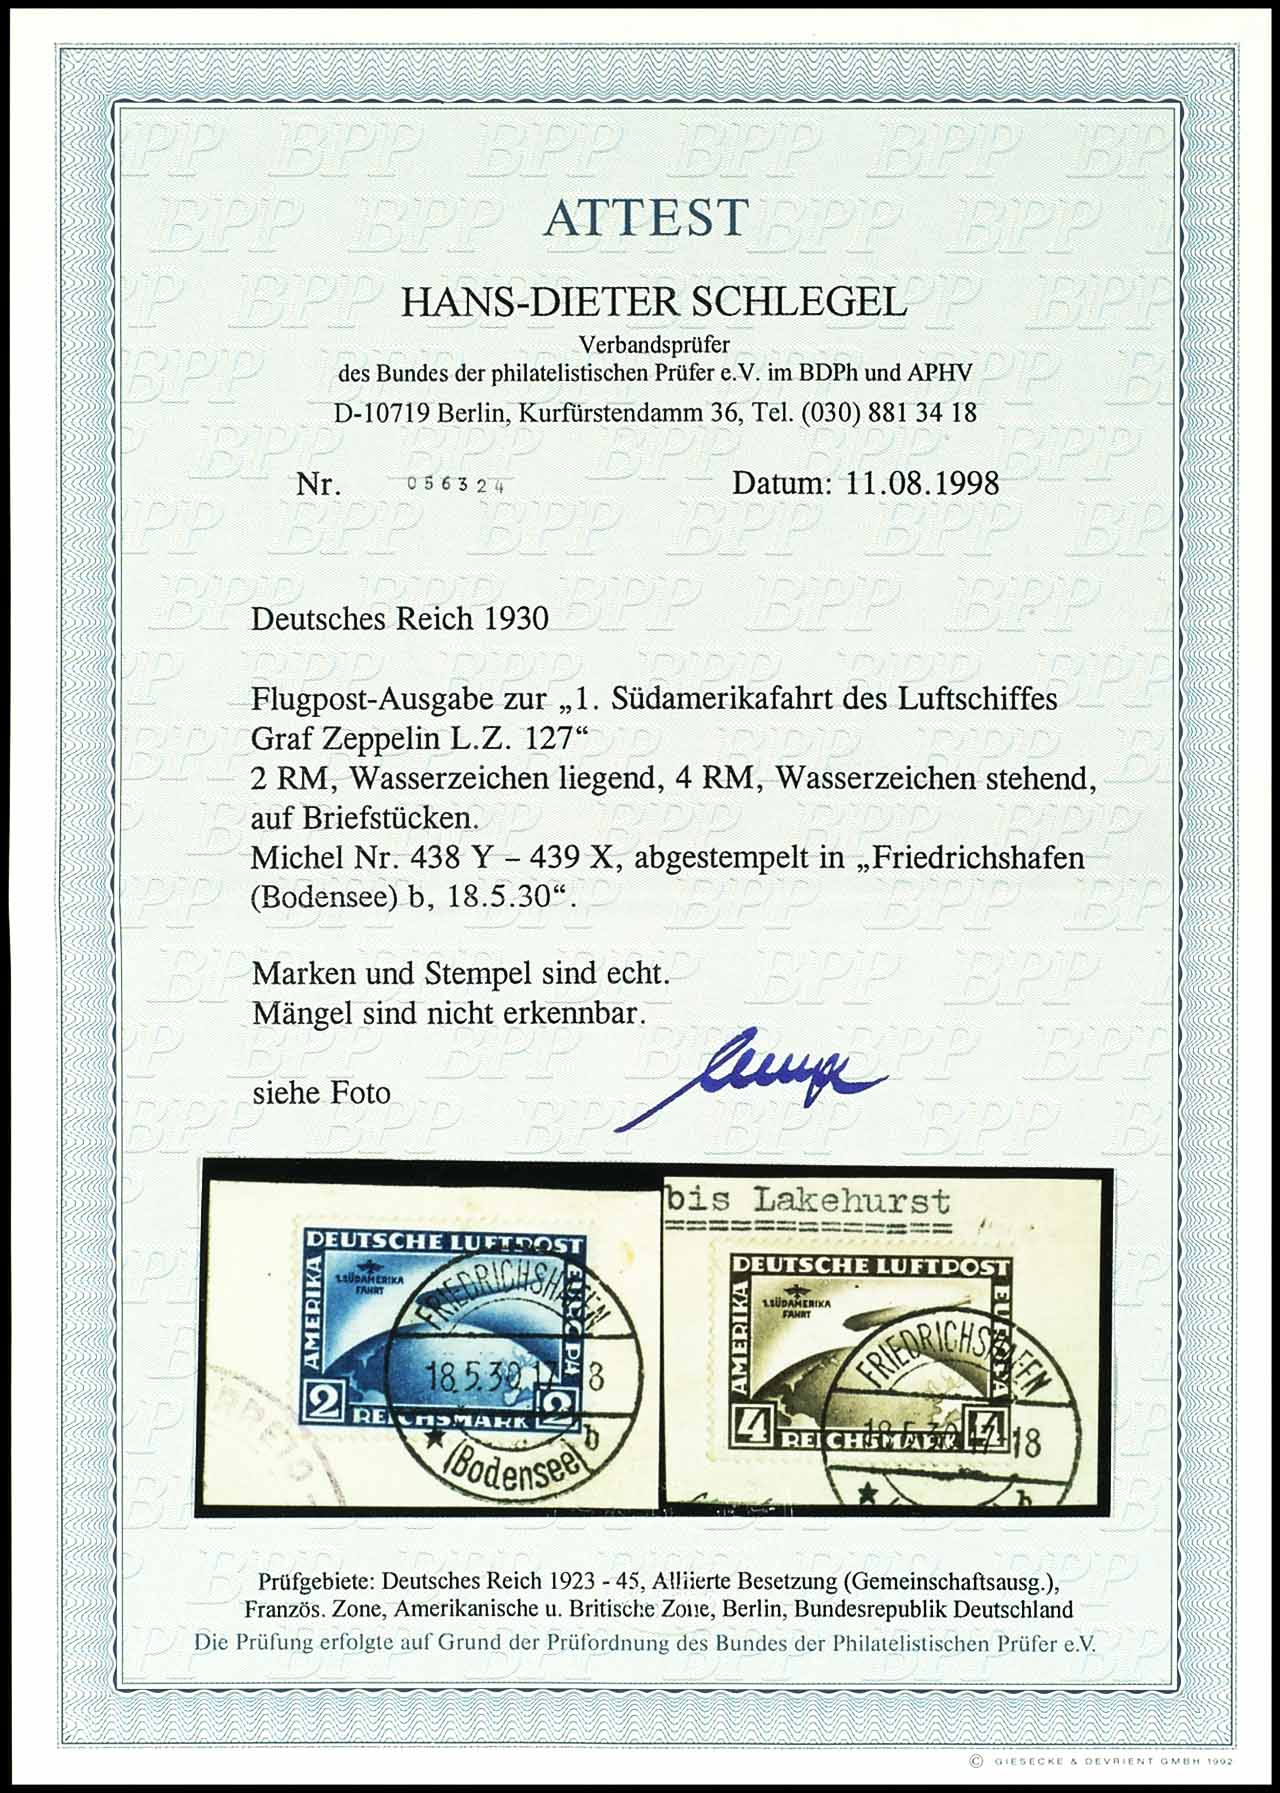 ATTEST
HANS-DIETER SCHLEGEL
Verbandsprüfer
des Bundes der philatelistischen Prüfer e.V. im BDPh und APHV
D-10719 Berlin, Kurfürstendamm 36, Tel. (030) 881 34 18
Nr. 056324 Datum: 11.08.1998
Deutsches Reich 1930
Flugpost-Ausgabe zur „1. Südamerikafahrt des Luftschiffes
Graf Zeppelin L.Z. 127“
2 RM, Wasserzeichen liegend, 4 RM, Wasserzeichen stehend,
auf Briefstücken.
Michel Nr. 438 Y – 439 X, abgestempelt in „Friedrichshafen
(Bodensee) b, 18.5.30“.
Marken und Stempel sind echt.
Mängel sind nicht erkennbar.
siehe Foto
DEUTSCHE LUFTPOST
AMERIKA
EUROPA
1.SÜDAMERIKA
FAHRT
2 REICHSMARK 2
FRIEDRICHSHAFEN
18.5.30.17 8
b
(Bodensee)
bis Lakehurst
DEUTSCHE LUFTPOST
AMERIKA
EUROPA
1.SÜDAMERIKA
FAHRT
4 REICHSMARK 4
FRIEDRICHSHAFEN
18.5.30.17 18
b
Prüfgebiete: Deutsches Reich 1923 - 45, Alliierte Besetzung (Gemeinschaftsausg.),
Französ. Zone, Amerikanische u. Britische Zone, Berlin, Bundesrepublik Deutschland
Die Prüfung erfolgte auf Grund der Prüfordnung des Bundes der Philatelistischen Prüfer e.V.
© GIESECKE & DEVRIENT GMBH 1992